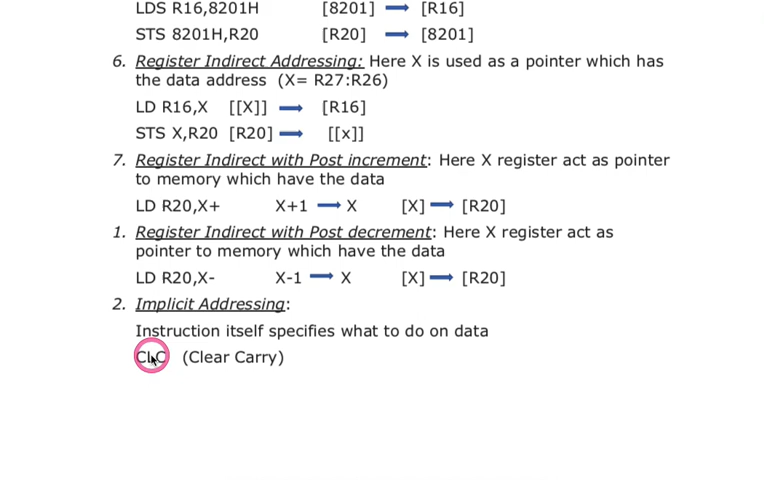 LDS R16,8201H [8201] → [R16]
STS 8201H,R20 [R20] → [8201]
6. Register Indirect Addressing: Here X is used as a pointer which has
the data address (X= R27:R26)
LD R16,X [[X]] → [R16]
STS X,R20 [R20] → [[x]]
7. Register Indirect with Post increment: Here X register act as pointer
to memory which have the data
LD R20,X+ X+1 → X [X] → [R20]
1. Register Indirect with Post decrement: Here X register act as
pointer to memory which have the data
LD R20,X- X-1 → X [X] → [R20]
2. Implicit Addressing:
Instruction itself specifies what to do on data
CLC (Clear Carry)